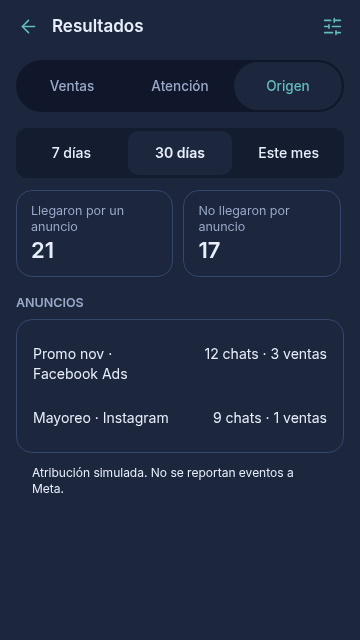 Resultados
Ventas
Atención
Origen
7 días
30 días
Este mes
Llegaron por un
anuncio
21
No llegaron por
anuncio
17
ANUNCIOS
Promo nov ·
Facebook Ads
12 chats · 3 ventas
Mayoreo · Instagram
9 chats · 1 ventas
Atribución simulada. No se reportan eventos a
Meta.